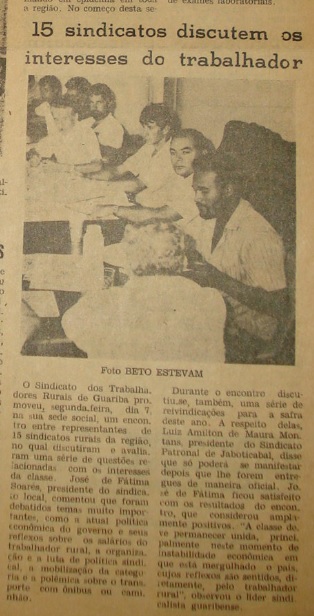 a região. No começo desta se-
de exames laboratoriais.
15 sindicatos discutem os
interesses do trabalhador
Foto BETO ESTEVAM
O Sindicato dos Trabalha
dores Rurais de Guariba pro
moveu, segunda,feira, dia 7,
na sua sede social, um encon
tro entre representantes de
15 sindicatos rurais da região,
no qual discutiram e avalia.
ram uma série de questões re
lacionadas com os interesses
da classe. José de Fátima
Soares, presidente do sindica,
to local, comentou que foram
debatidos temas muito impor
tantes, como a atual política
econômica do governo e seus
reflexos sobre os salários do
trabalhador rural, a organiza,
ção e a luta de política sindi
cal, a mobilização da catego
ria e a polêmica sobre o trans
porte com ônibus ou cami
nhão.
Durante o encontro discu
tiu,se, também, uma série de
reivindicações para a safra
deste ano. A respeito delas,
Luís Amilton de Maura Mon
tans, presidente do Sindicato
Patronal de Jaboticabal, disse
que só poderá se manifestar
depois que lhe forem entre
gues de maneira oficial. Jo,
sé de Fátima ficou satisfeito
com os resultados do encon
tro, que considerou ampla
mente positivos. "A classe de,
ve permanecer unida, princi,
palmente neste momento de
instabilidade econômica em
que está mergulhado o país,
cujos reflexos são sentidos, di
retamente, pelo trabalhador
rural", observou o líder sindi
calista guaribense.